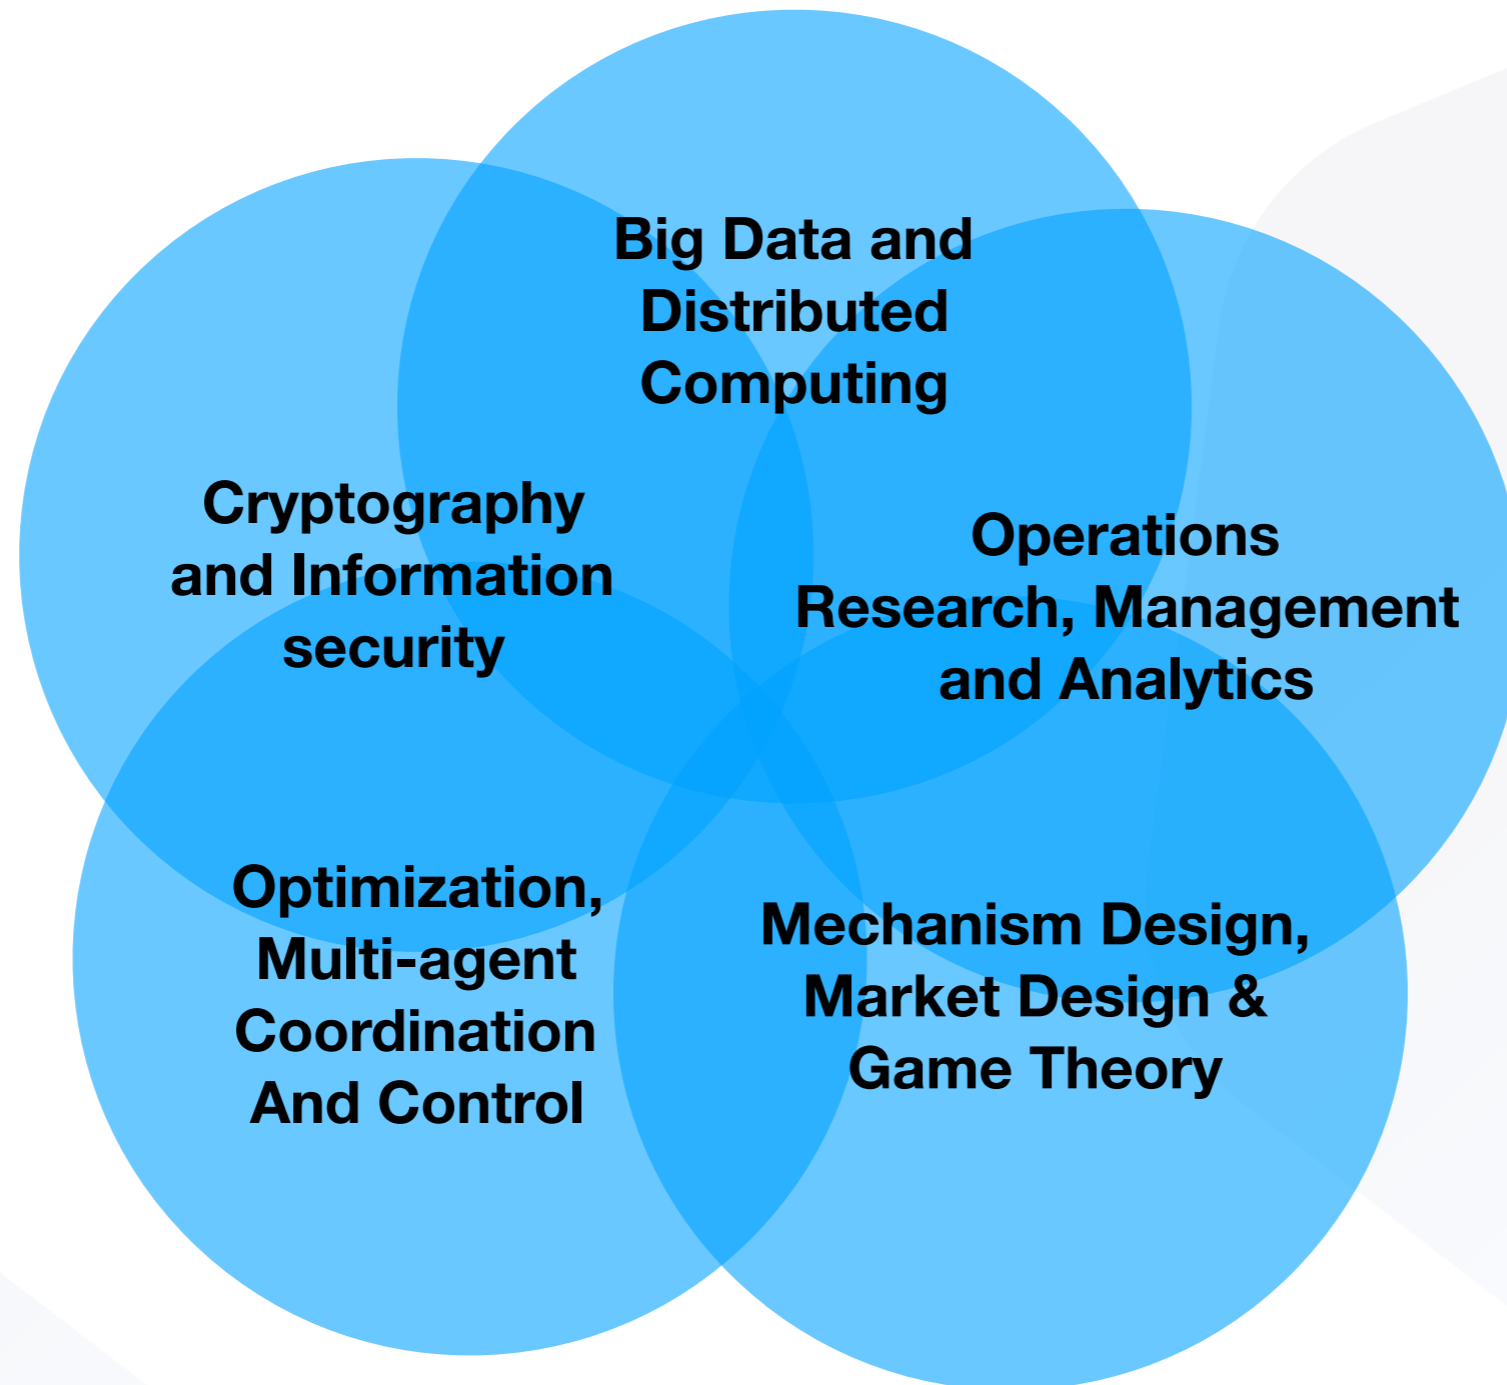 Big Data and
Distributed
Computing
Cryptography
and Information
security
Operations
Research, Management
and Analytics
Optimization,
Multi-agent
Coordination
And Control
Mechanism Design,
Market Design &
Game Theory